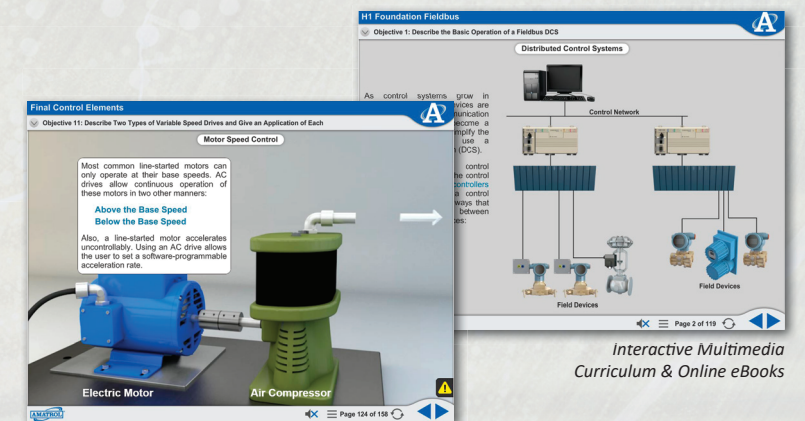 H1 Foundation Fieldbus
Objective 1: Describe the Basic Operation of a Fieldbus DCS
Distributed Control Systems
As control systems grow in
vices are
munication
become a
mplify the
use a
(DCS).
control
he control
controllers
a control
ways that
between
ces:
Control Network
Field Devices
Field Devices
Page 2 of 119
Final Control Elements
Objective 11: Describe Two Types of Variable Speed Drives and Give an Application of Each
Motor Speed Control
Most common line-started motors can
only operate at their base speeds. AC
drives allow continuous operation of
these motors in two other manners:
Above the Base Speed
Below the Base Speed
Also, a line-started motor accelerates
uncontrollably. Using an AC drive allows
the user to set a software-programmable
acceleration rate.
Electric Motor
Air Compressor
AMATROL
Page 124 of 158
Interactive Multimedia
Curriculum & Online eBooks